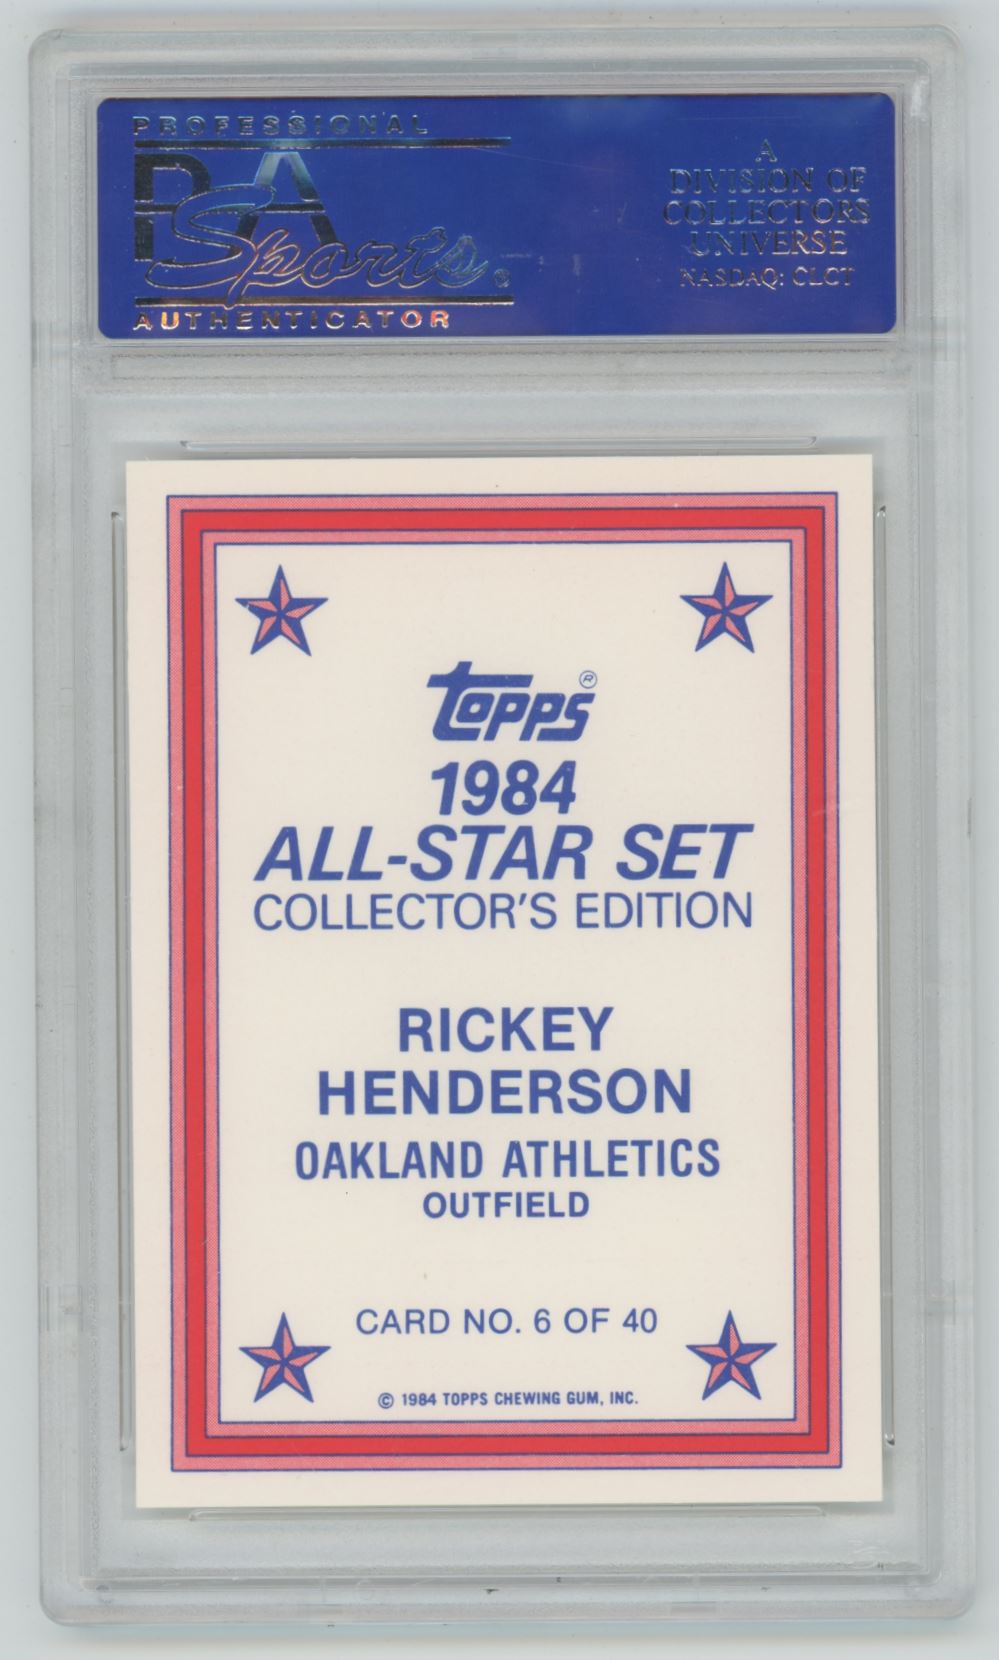 PROFESSIONAL
PSA
Sports®
AUTHENTICATOR
A
DIVISION OF
COLLECTORS
UNIVERSE
NASDAQ: CLCT
topps®
1984
ALL-STAR SET
COLLECTOR'S EDITION
RICKEY
HENDERSON
OAKLAND ATHLETICS
OUTFIELD
CARD NO. 6 OF 40
© 1984 TOPPS CHEWING GUM, INC.